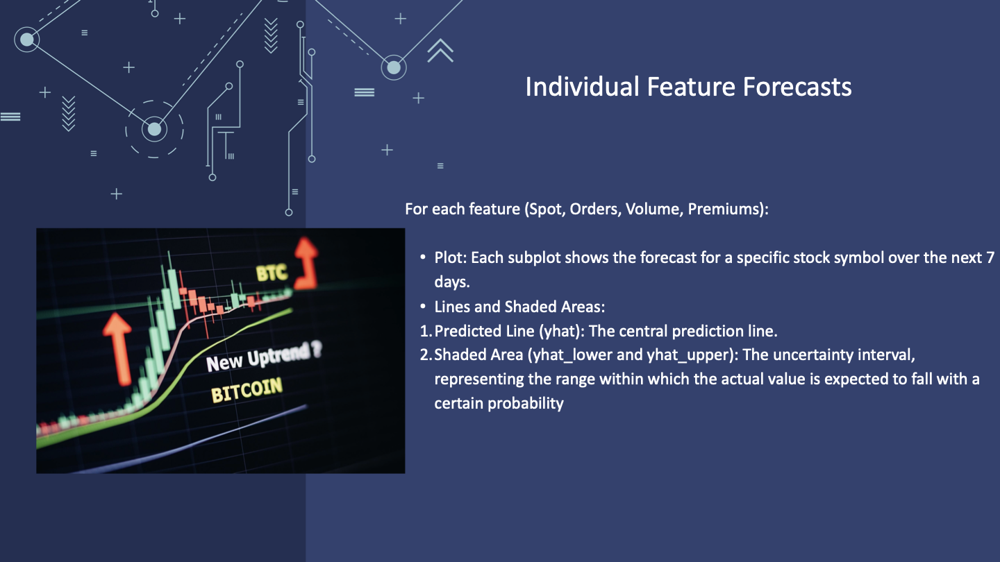 Individual Feature Forecasts
For each feature (Spot, Orders, Volume, Premiums):
• Plot: Each subplot shows the forecast for a specific stock symbol over the next 7
days.
• Lines and Shaded Areas:
1. Predicted Line (yhat): The central prediction line.
2. Shaded Area (yhat_lower and yhat_upper): The uncertainty interval,
representing the range within which the actual value is expected to fall with a
certain probability
BTC
New Uptrend ?
BITCOIN